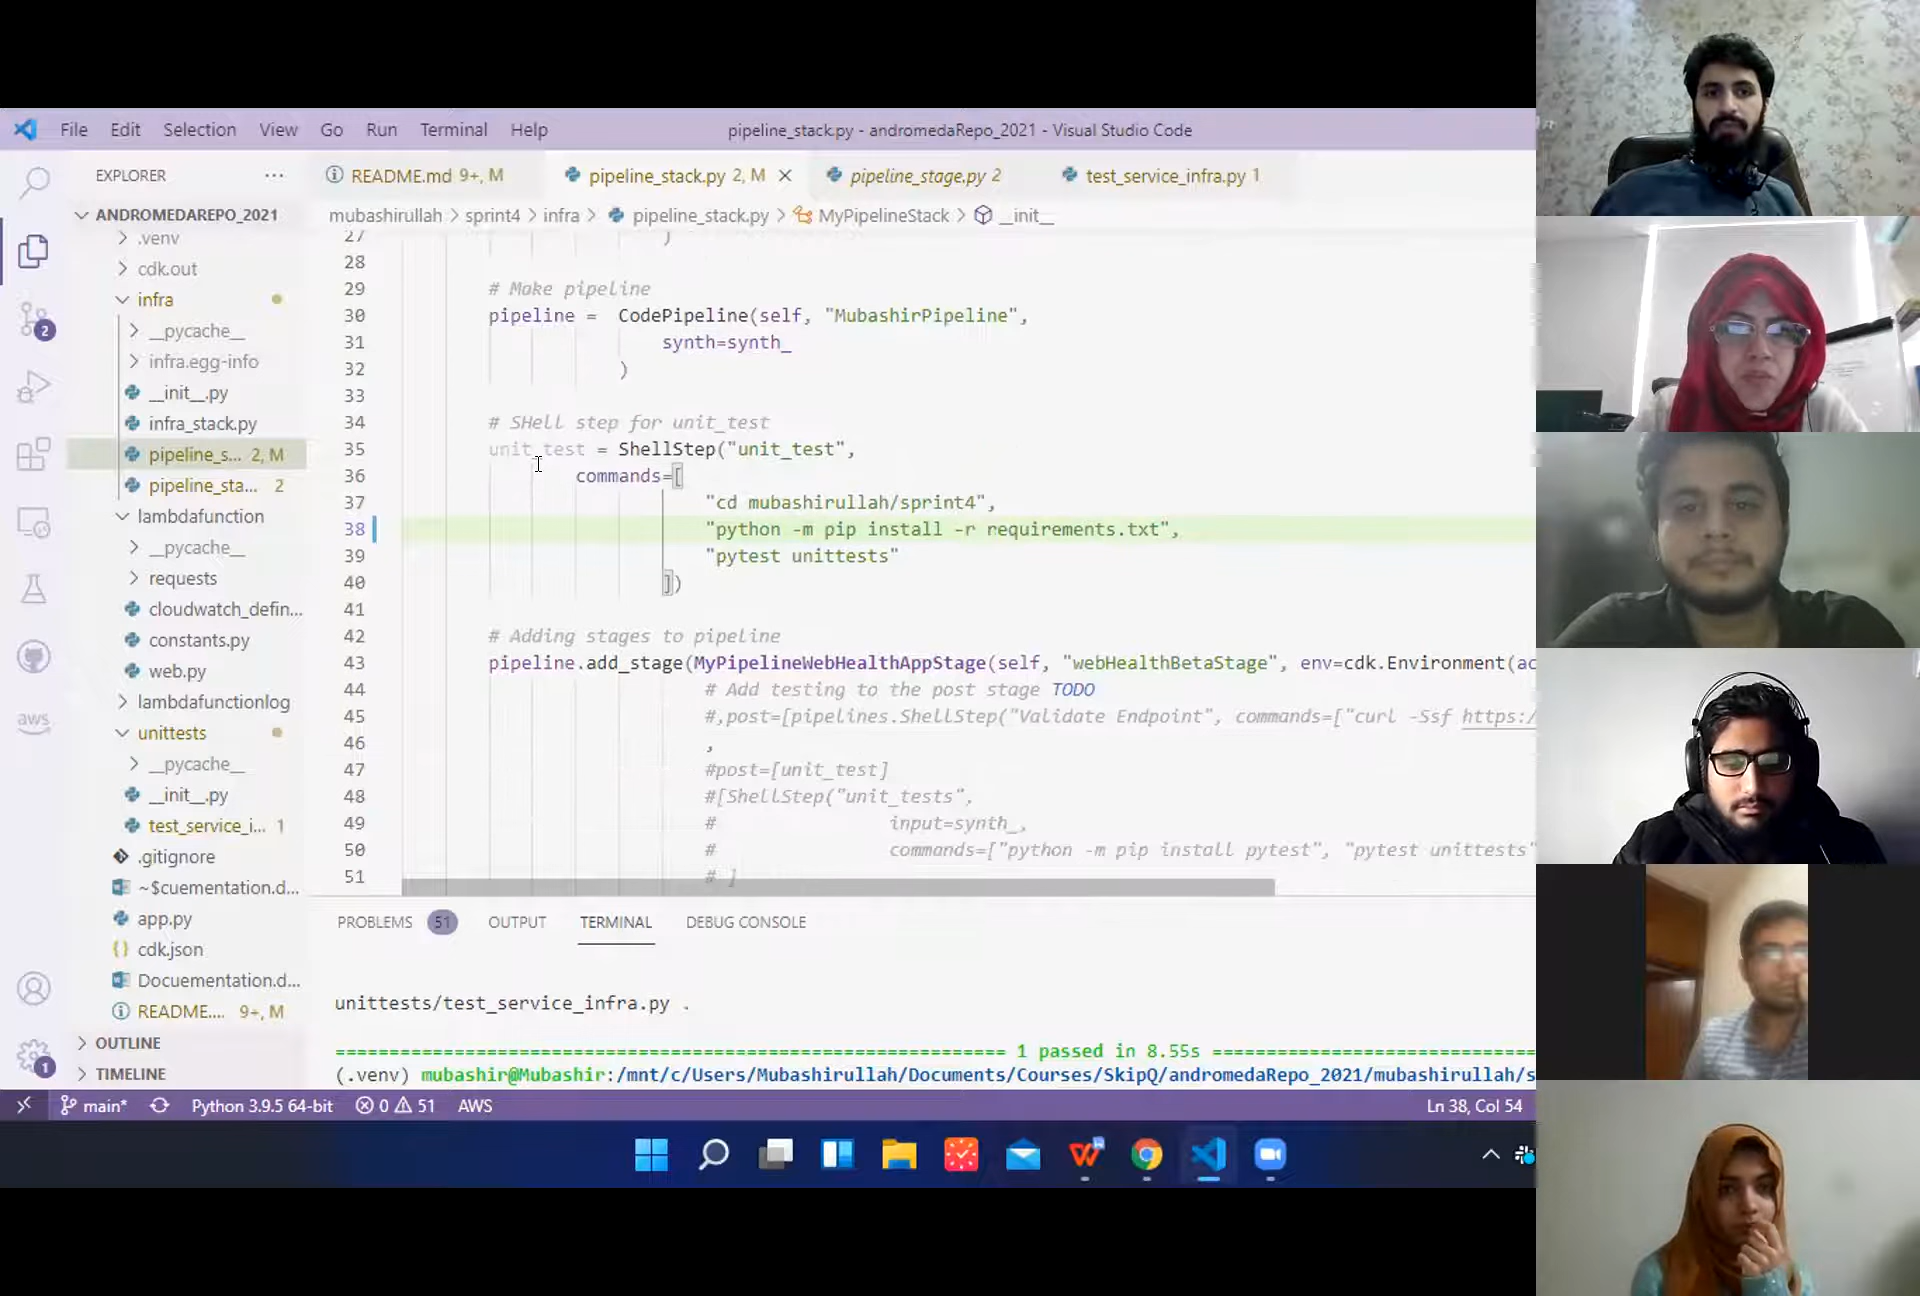 File Edit Selection View Go Run Terminal Help
pipeline_stack.py - andromedaRepo_2021 - Visual Studio Code
EXPLORER ...
README.md 9+, M
pipeline_stack.py 2, M
pipeline_stage.py 2
test_service_infra.py 1
ANDROMEDAREPO_2021
mubashirullah > sprint4 > infra > pipeline_stack.py > MyPipelineStack > __init__
.venv
cdk.out
infra
__pycache__
infra.egg-info
__init__.py
infra_stack.py
pipeline_s... 2, M
pipeline_sta... 2
lambdafunction
__pycache__
requests
cloudwatch_defin...
constants.py
web.py
lambdafunctionlog
unittests
__pycache__
__init__.py
test_service_i... 1
.gitignore
~$cuementation.d...
app.py
cdk.json
Docuementation.d...
README.... 9+, M
OUTLINE
TIMELINE
27 )
28
29 # Make pipeline
30 pipeline = CodePipeline(self, "MubashirPipeline",
31 synth=synth_
32 )
33
34 # SHell step for unit_test
35 unit_test = ShellStep("unit_test",
36 commands=[
37 "cd mubashirullah/sprint4",
38 "python -m pip install -r requirements.txt",
39 "pytest unittests"
40 ])
41
42 # Adding stages to pipeline
43 pipeline.add_stage(MyPipelineWebHealthAppStage(self, "webHealthBetaStage", env=cdk.Environment(ac
44 # Add testing to the post stage TODO
45 #,post=[pipelines.ShellStep("Validate Endpoint", commands=["curl -Ssf https:/
46 ,
47 #post=[unit_test]
48 #[ShellStep("unit_tests",
49 # input=synth_,
50 # commands=["python -m pip install pytest", "pytest unittests"
51 # ]
PROBLEMS 51 OUTPUT TERMINAL DEBUG CONSOLE
unittests/test_service_infra.py .
1 passed in 8.55s
(.venv) mubashir@Mubashir:/mnt/c/Users/Mubashirullah/Documents/Courses/SkipQ/andromedaRepo_2021/mubashirullah/s
2
aws
1
main* Python 3.9.5 64-bit 0 51 AWS Ln 38, Col 54